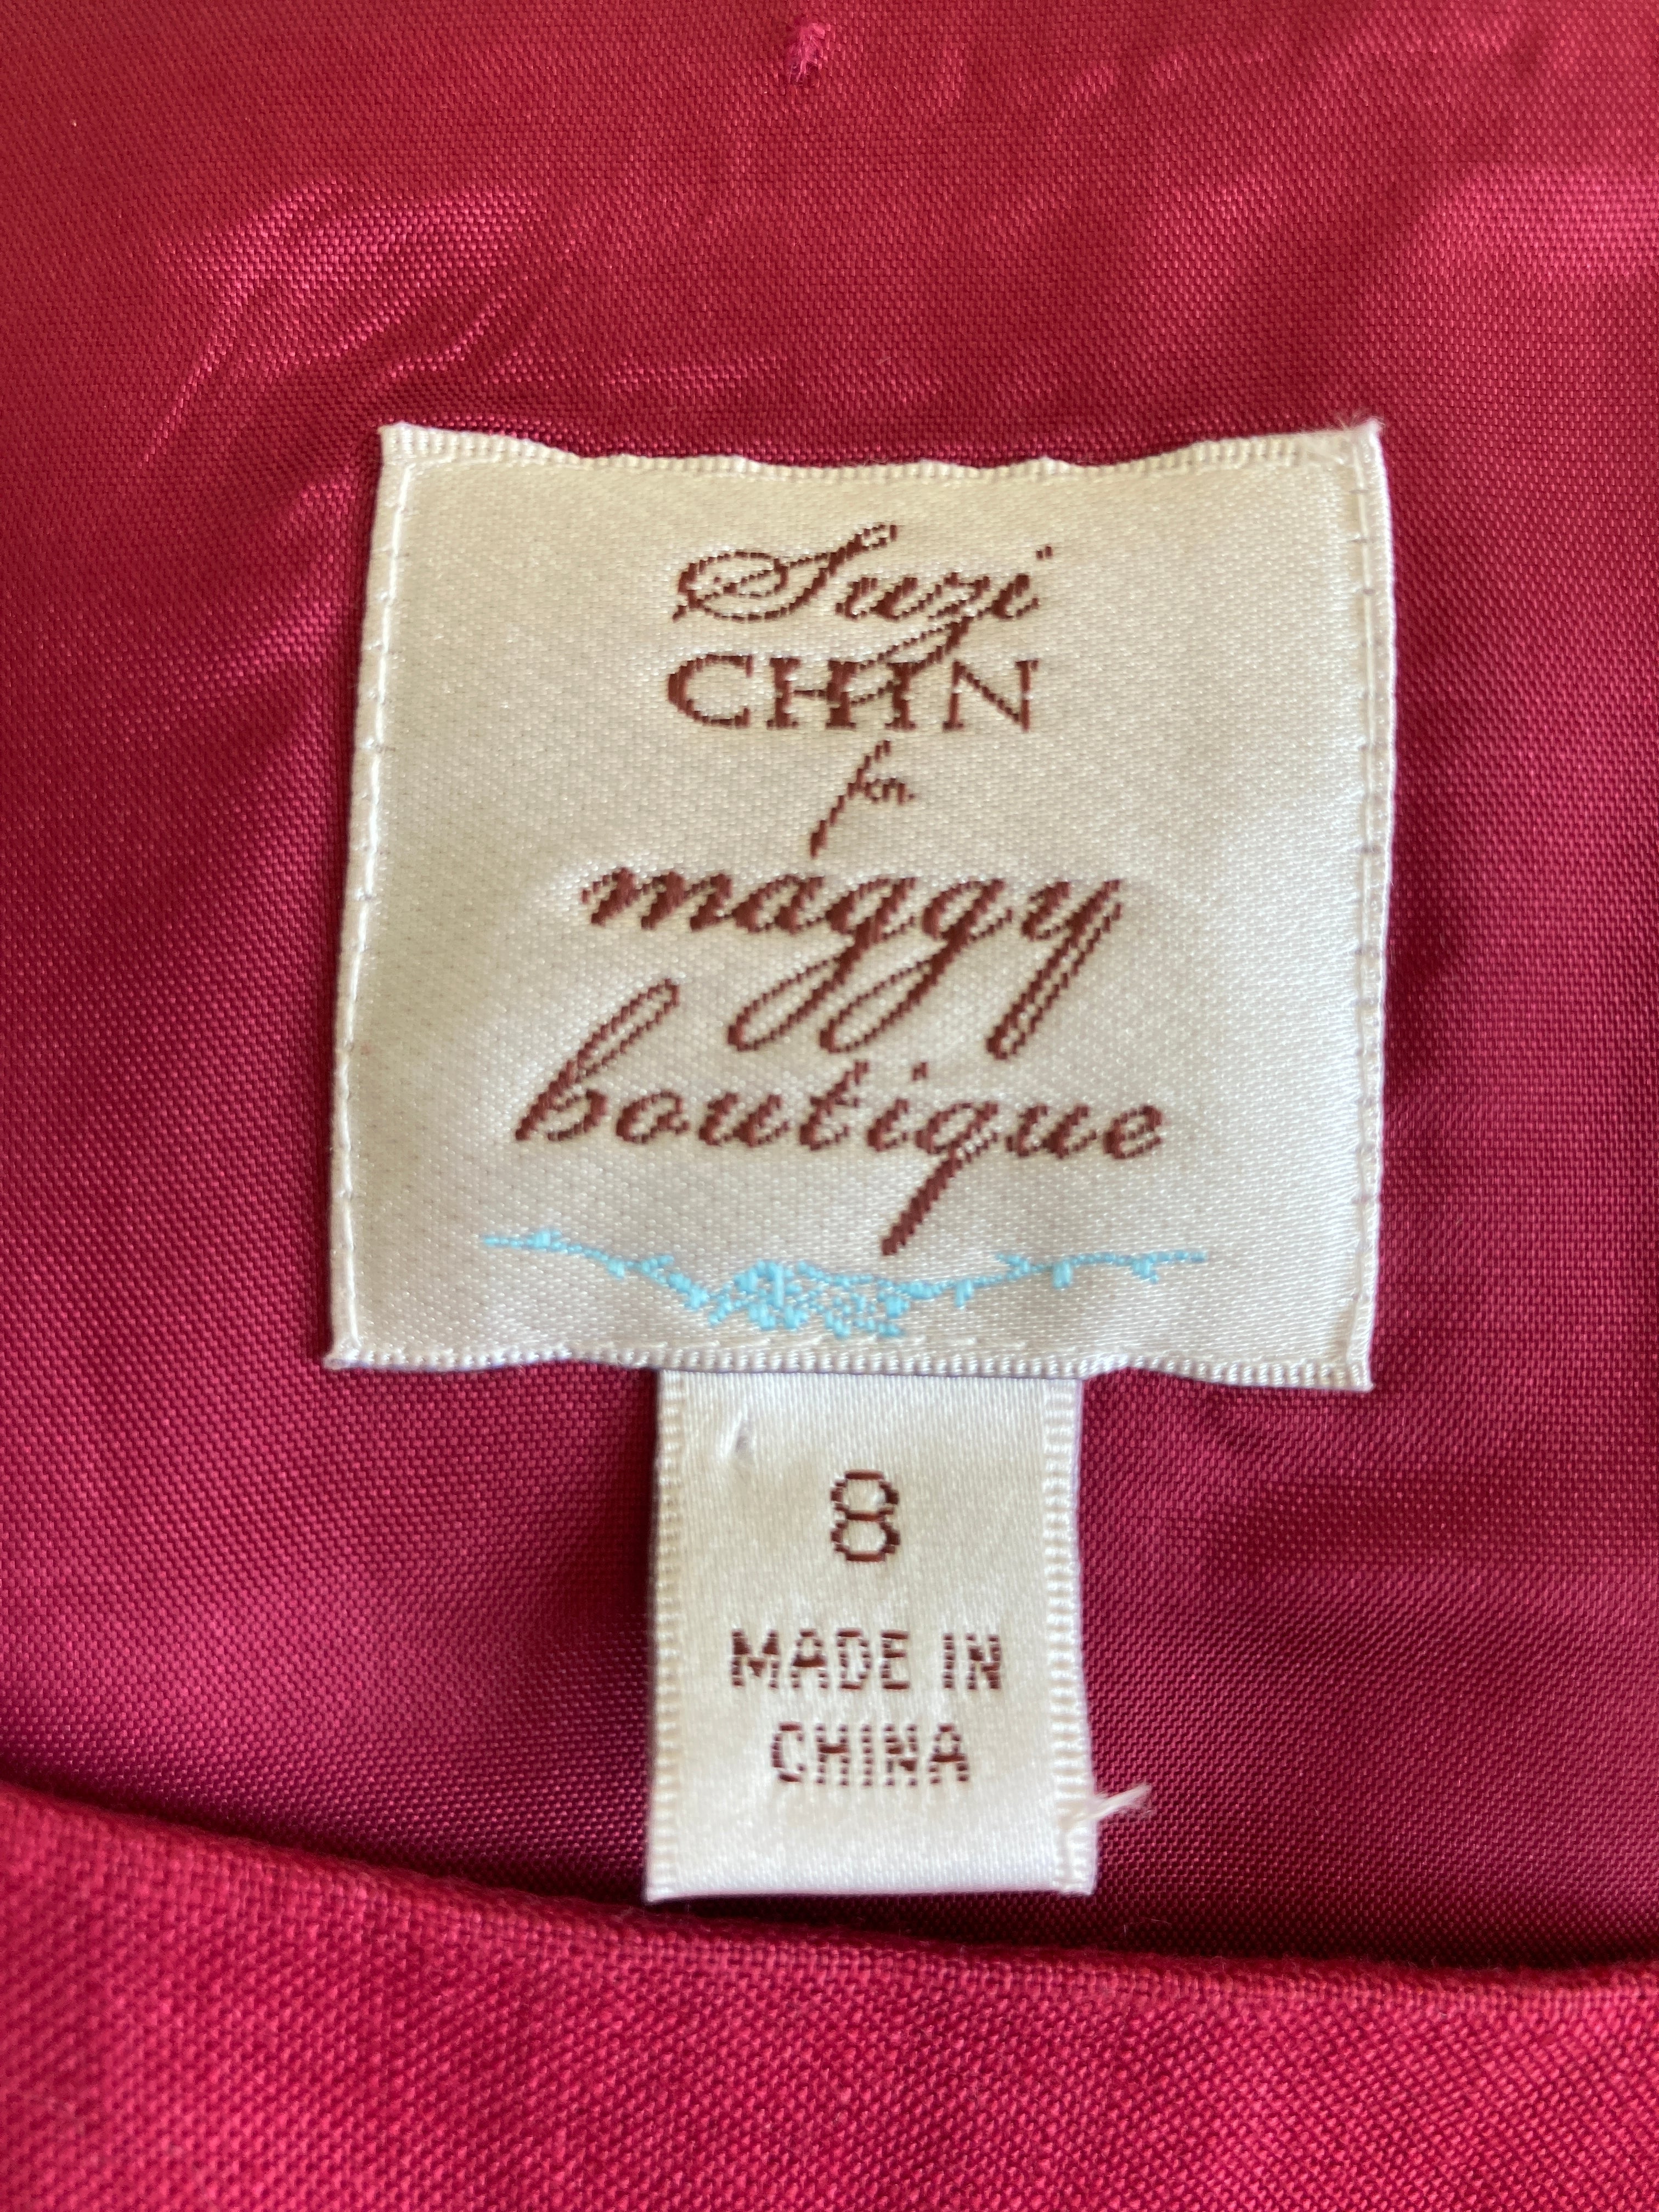 Suzi
CHIN
for
maggy
boutique
8
MADE IN
CHINA